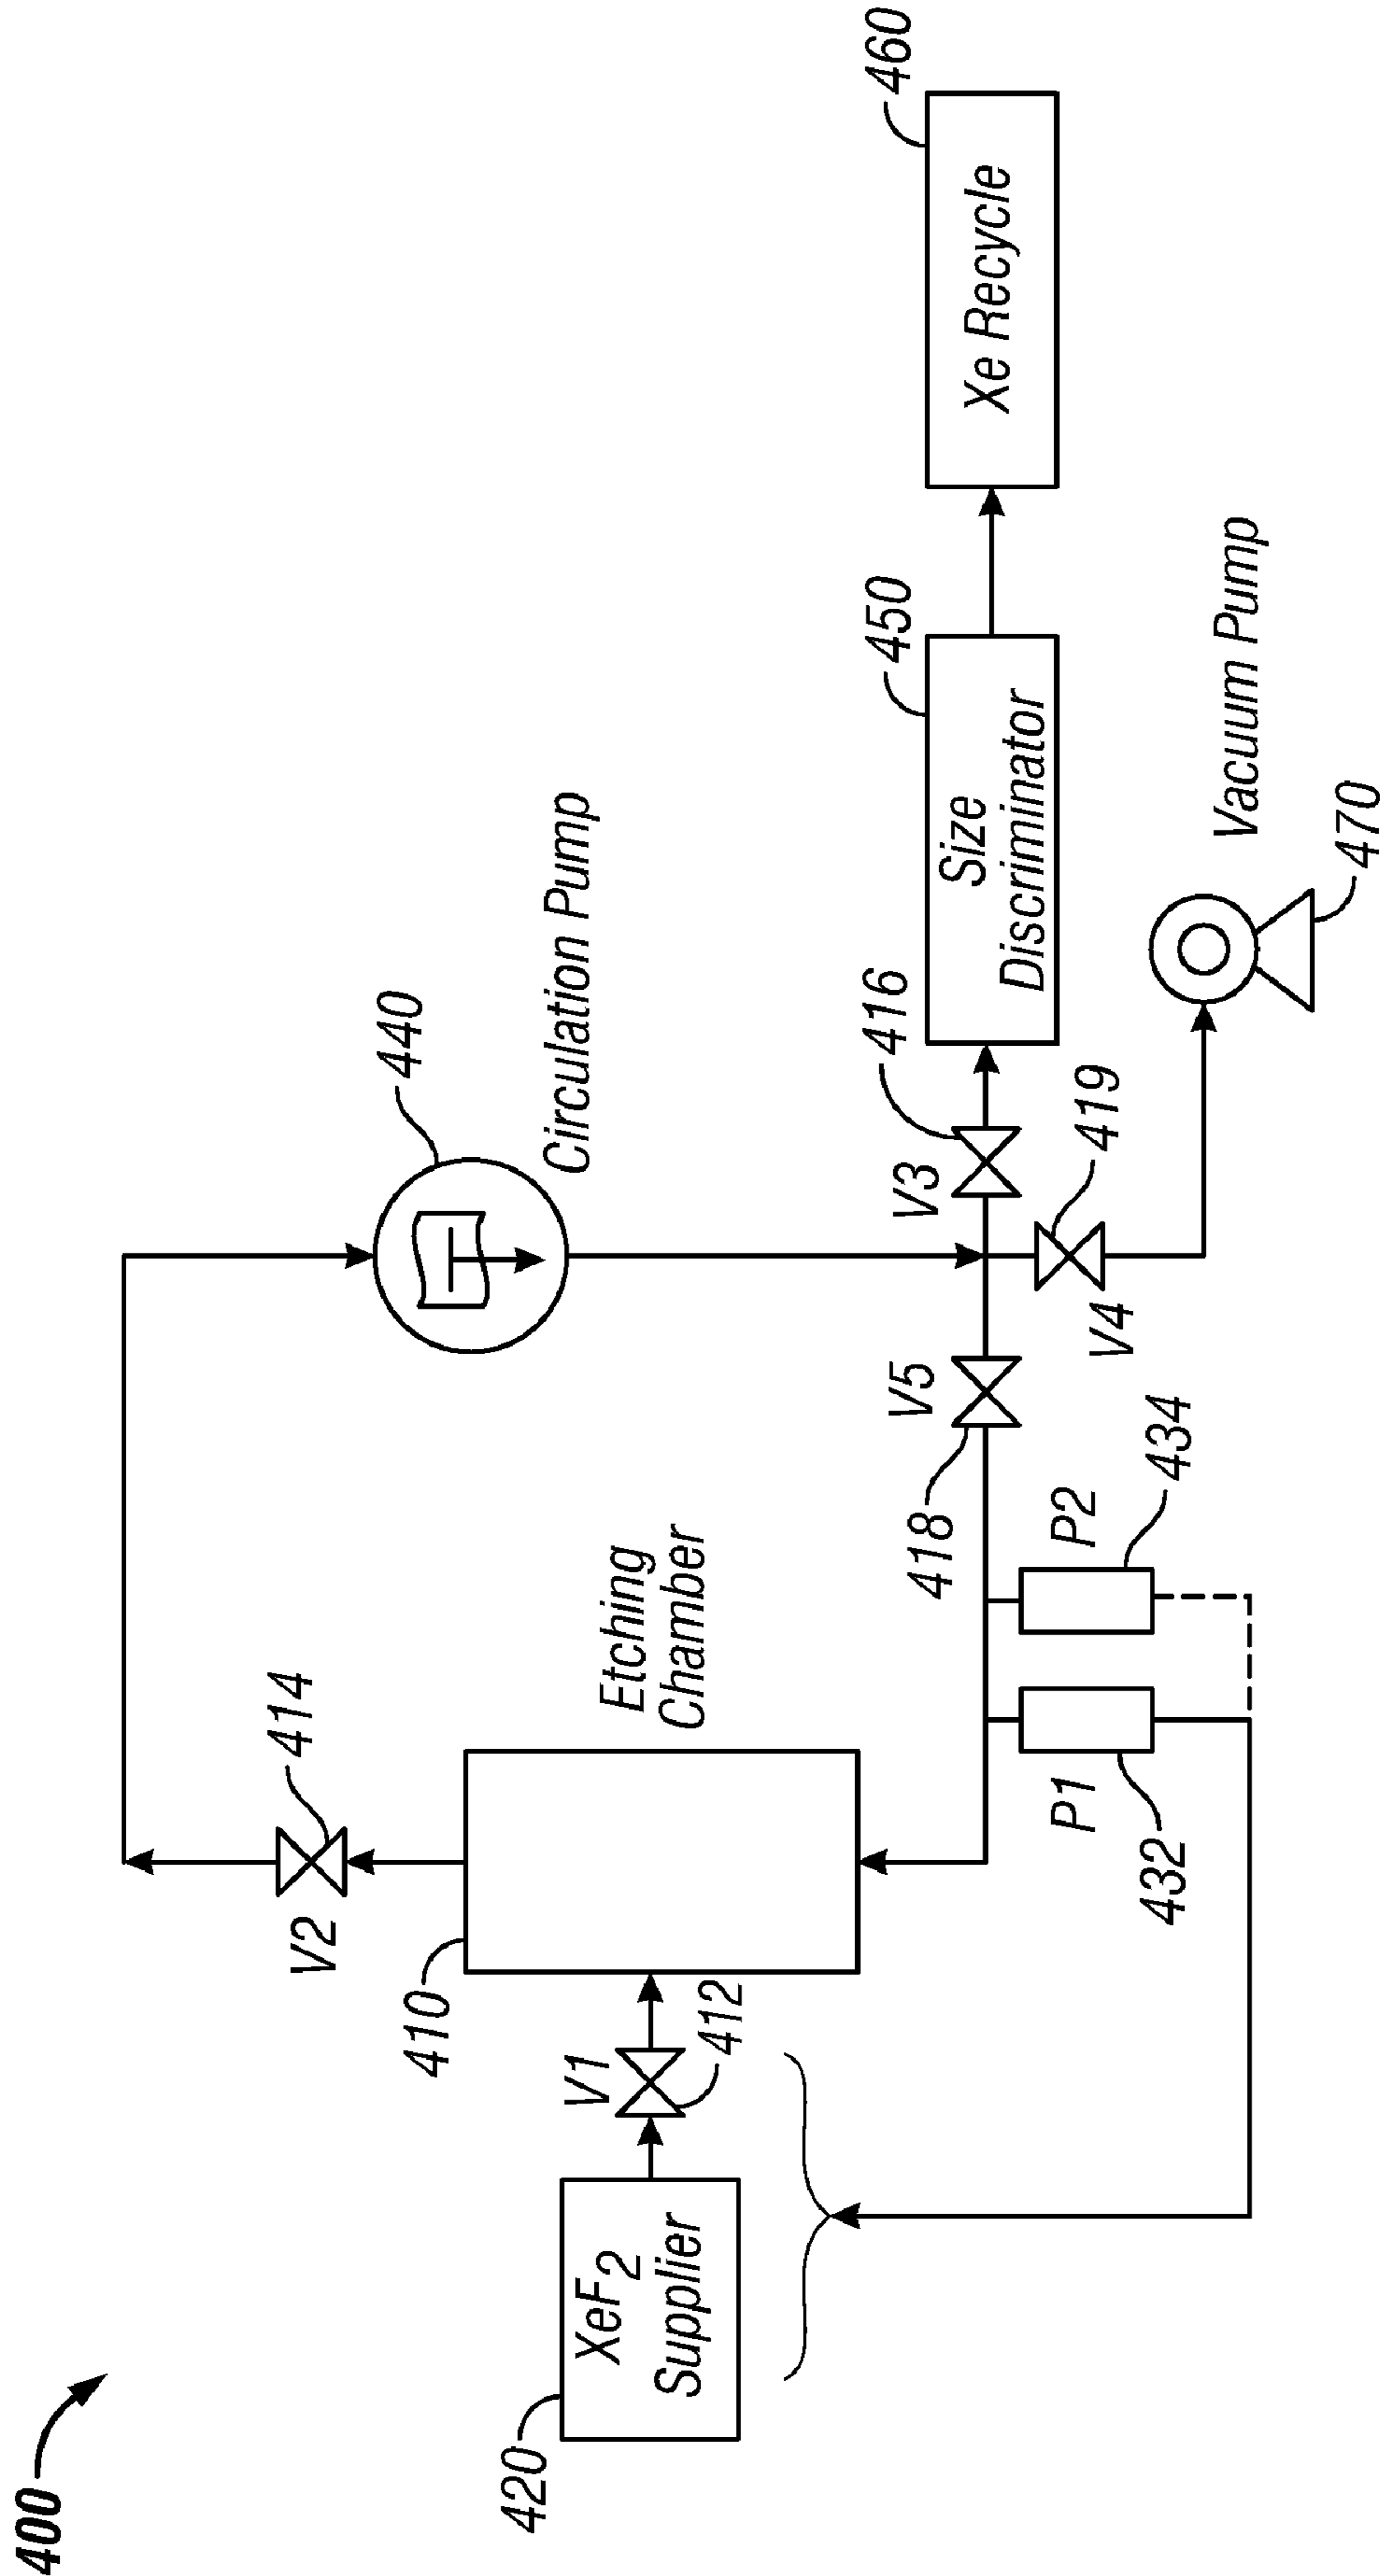 400
440
Circulation Pump
V2
414
410
Etching
Chamber
420
XeF2
Supplier
V1
412
V5
418
V3
416
450
Size
Discriminator
460
Xe Recycle
P1
432
P2
434
V4
419
Vacuum Pump
470